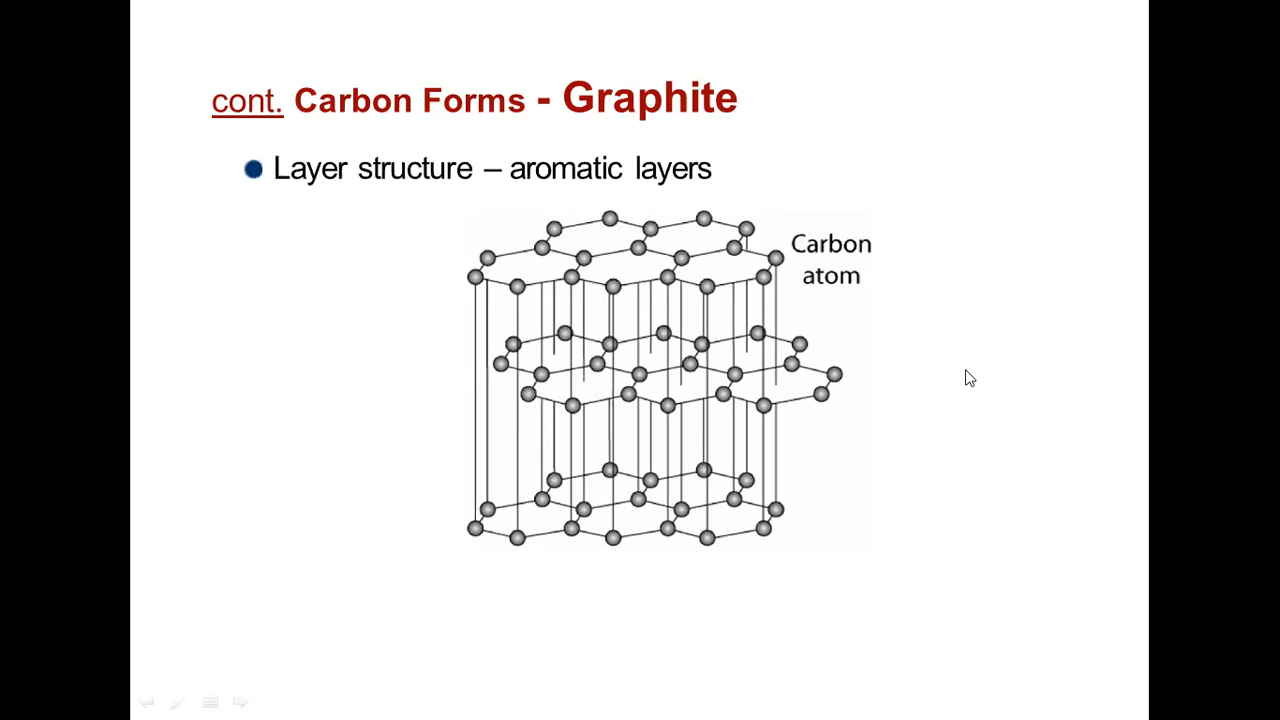 cont. Carbon Forms - Graphite
Layer structure – aromatic layers
Carbon
atom